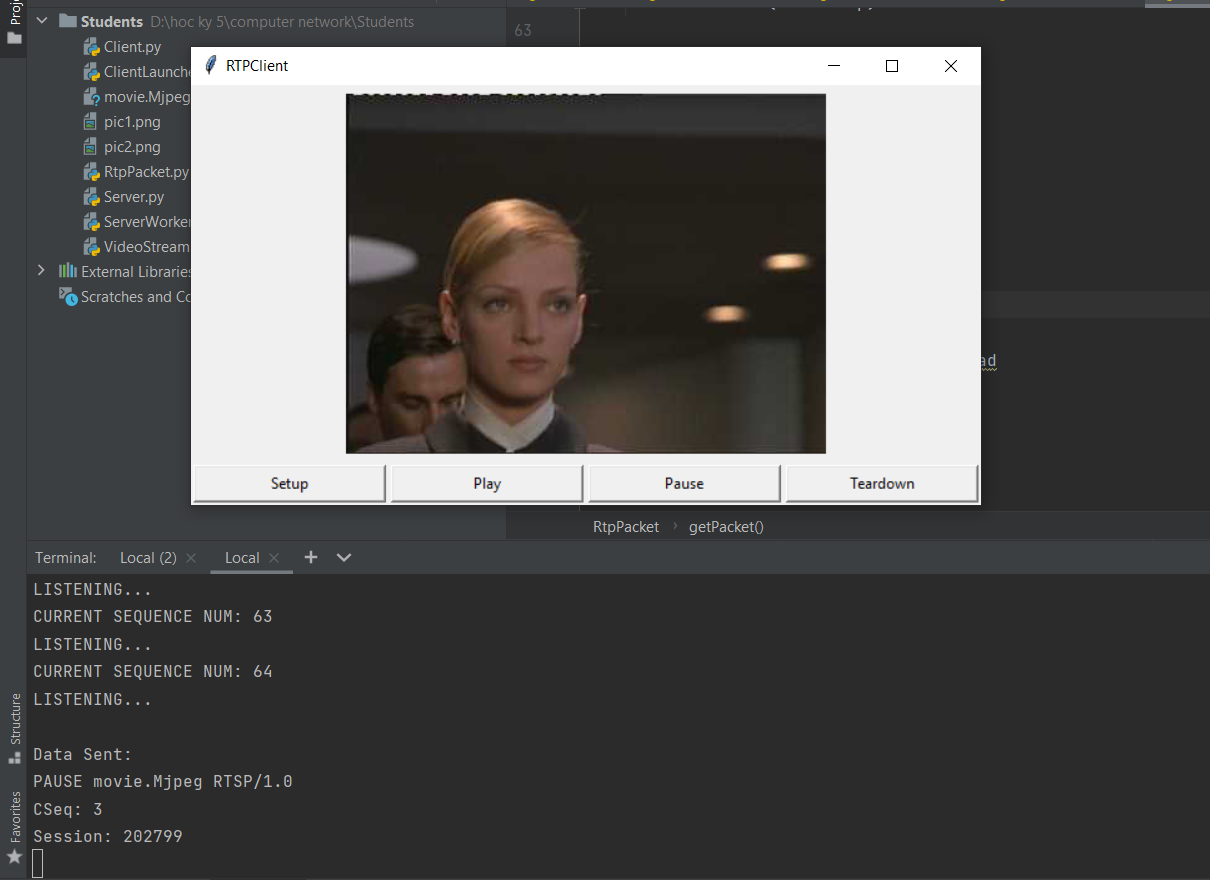 Proj
Students D:\hoc ky 5\computer network\Students
63
Client.py
RTPClient
ClientLaunche
movie.Mjpeg
pic1.png
pic2.png
RtpPacket.py
Server.py
ServerWorker
VideoStream
External Libraries
Scratches and Co
ad
Setup Play Pause Teardown
RtpPacket › getPacket()
Terminal: Local (2) × Local × +
LISTENING...
CURRENT SEQUENCE NUM: 63
LISTENING...
CURRENT SEQUENCE NUM: 64
LISTENING...
Structure
Data Sent:
PAUSE movie.Mjpeg RTSP/1.0
CSeq: 3
Favorites
Session: 202799